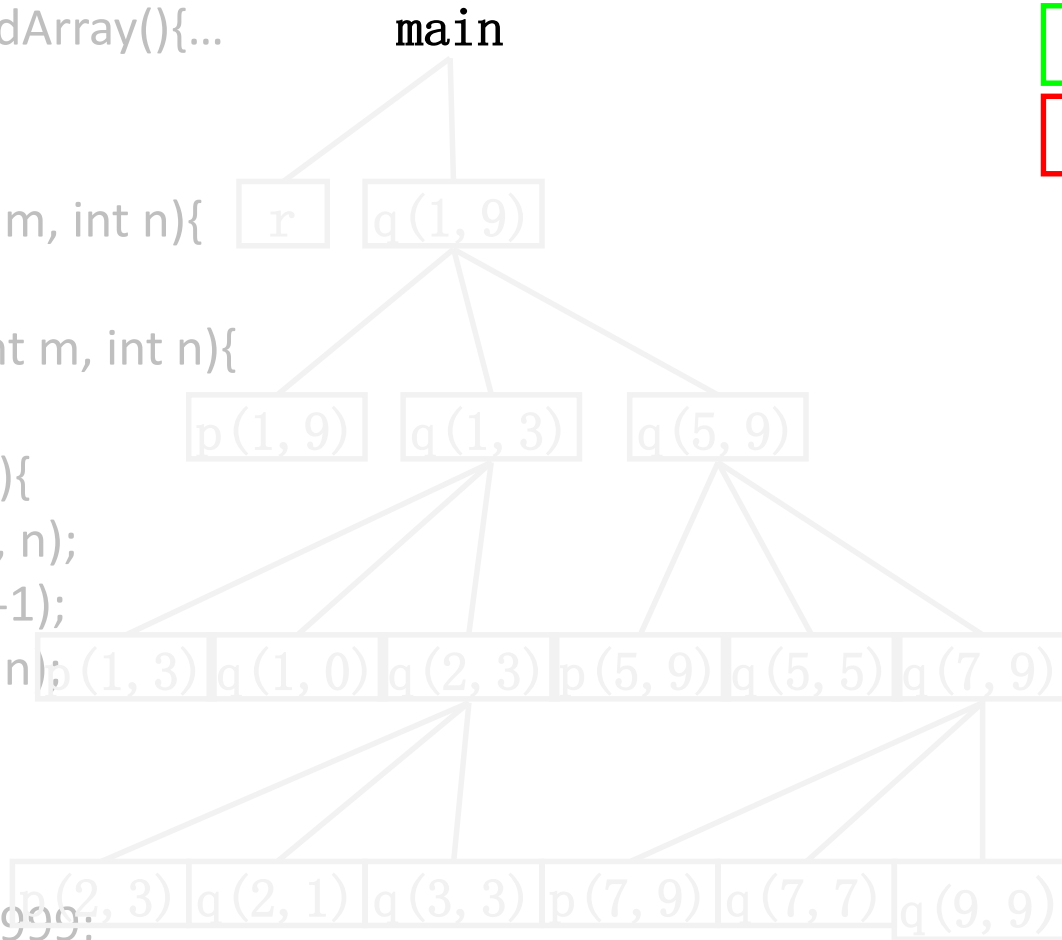 dArray(){… main
m, int n){ r q(1,9)
nt m, int n){
p(1,9) q(1,3) q(5,9)
){
, n);
-1);
n); p(1,3) q(1,0) q(2,3) p(5,9) q(5,5) q(7,9)
p(2,3) q(2,1) q(3,3) p(7,9) q(7,7) q(9,9)
999: